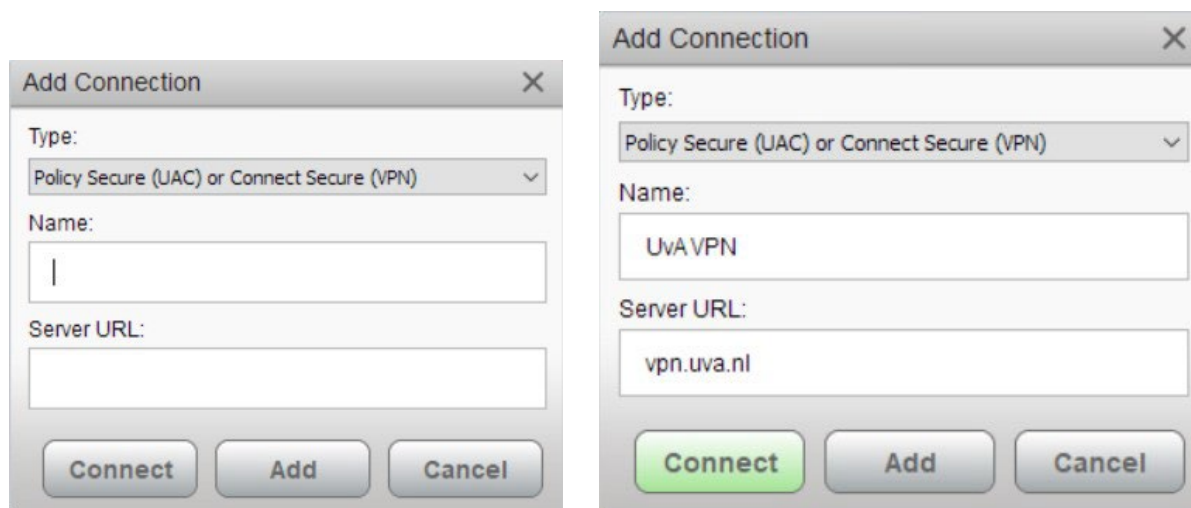 Add Connection
Type:
Policy Secure (UAC) or Connect Secure (VPN)
Name:
Server URL:
Connect Add Cancel
Add Connection
Type:
Policy Secure (UAC) or Connect Secure (VPN)
Name:
UvA VPN
Server URL:
vpn.uva.nl
Connect Add Cancel